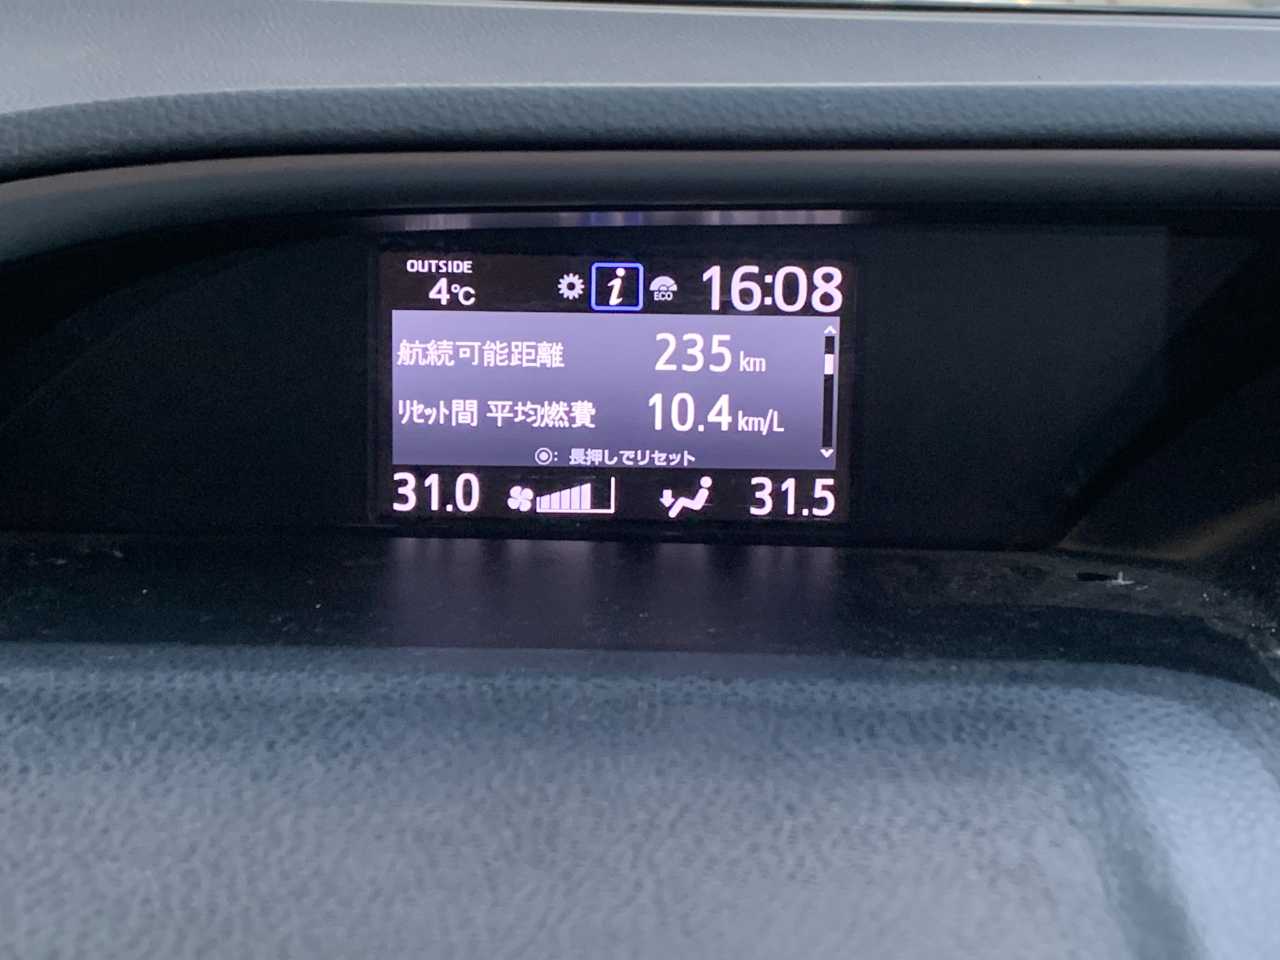 OUTSIDE
4℃
i
ECO
16:08
航続可能距離 235 km
リセット間 平均燃費 10.4 km/L
◉: 長押しでリセット
31.0
31.5